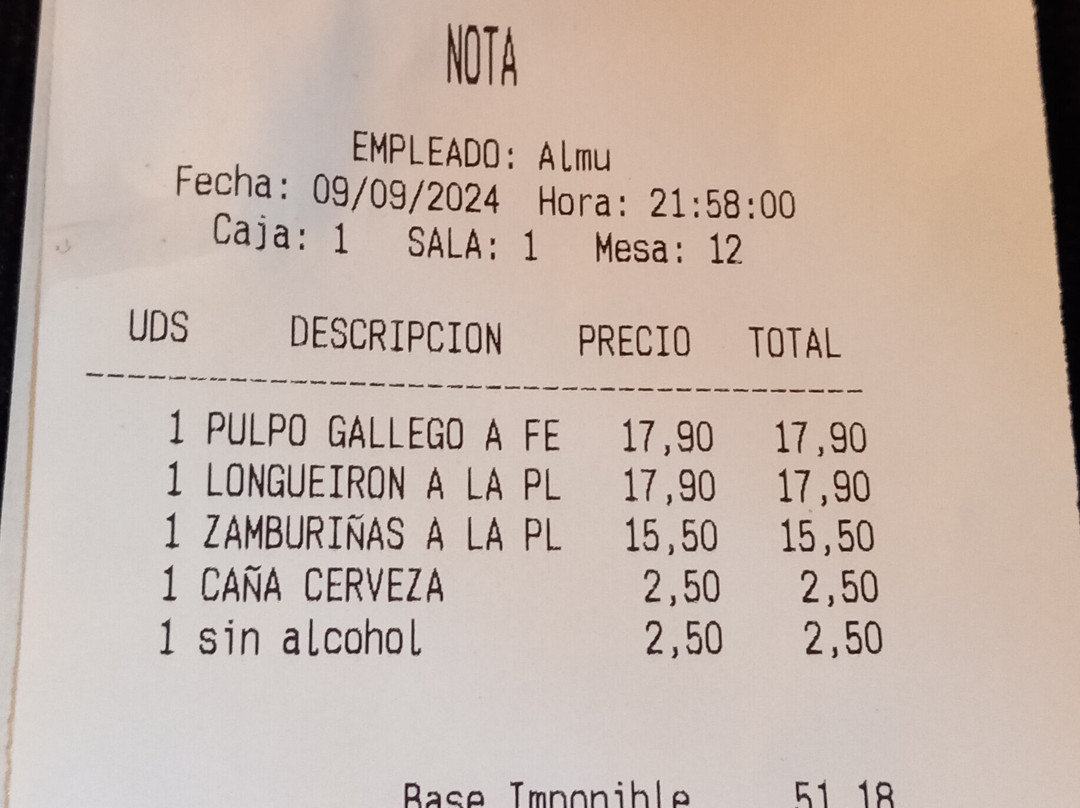 NOTA
EMPLEADO: Almu
Fecha: 09/09/2024 Hora: 21:58:00
Caja: 1 SALA: 1 Mesa: 12
UDS DESCRIPCION PRECIO TOTAL
1 PULPO GALLEGO A FE 17,90 17,90
1 LONGUEIRON A LA PL 17,90 17,90
1 ZAMBURIÑAS A LA PL 15,50 15,50
1 CAÑA CERVEZA 2,50 2,50
1 sin alcohol 2,50 2,50
Base Imponible 51,18